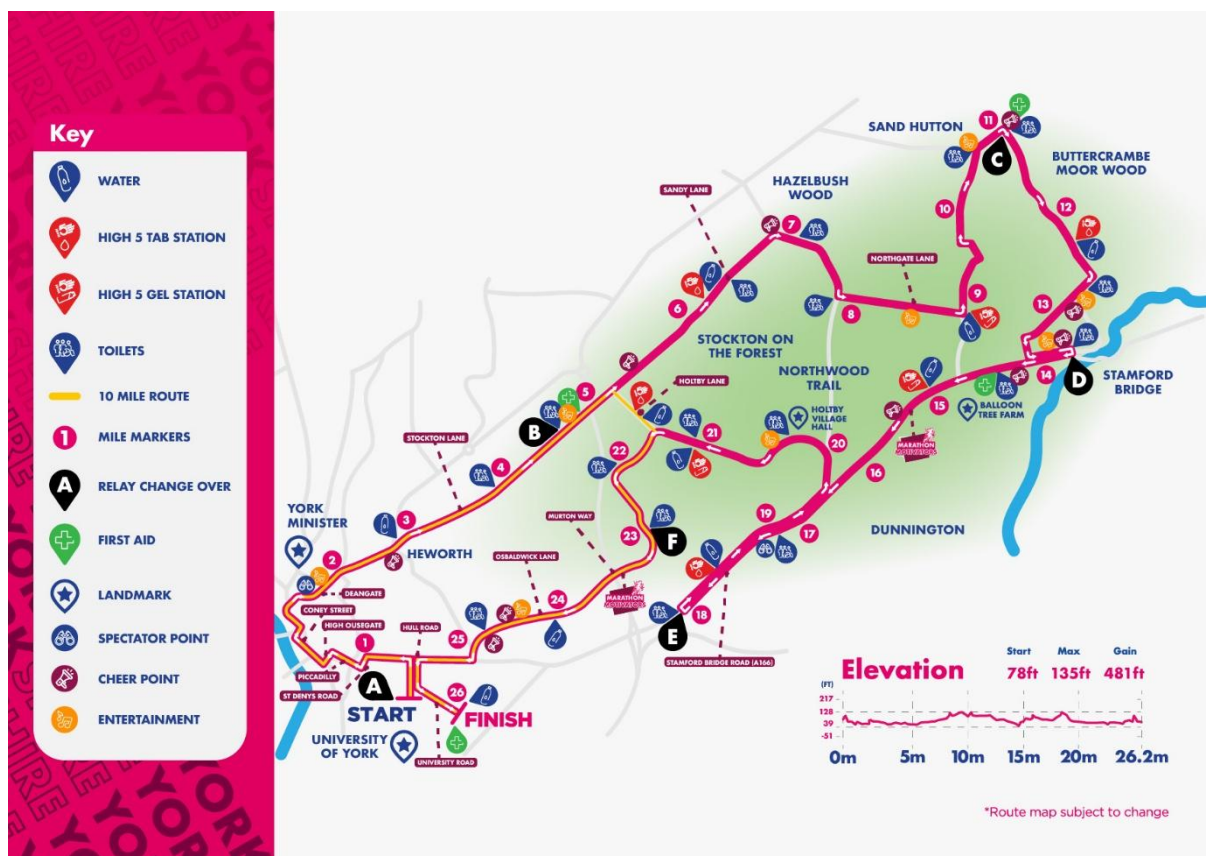 Key
WATER
HIGH 5 TAB STATION
HIGH 5 GEL STATION
TOILETS
10 MILE ROUTE
1
MILE MARKERS
A
RELAY CHANGE OVER
FIRST AID
LANDMARK
SPECTATOR POINT
CHEER POINT
ENTERTAINMENT
YORKSHIRE
YORK
SAND HUTTON
11
C
BUTTERCRAMBE
MOOR WOOD
HAZELBUSH
WOOD
SANDY LANE
7
10
12
NORTHGATE LANE
6
8
9
13
STOCKTON ON
THE FOREST
NORTHWOOD
TRAIL
14
D
STAMFORD
BRIDGE
5
HOLTBY LANE
B
HOLTBY
VILLAGE
HALL
15
BALLOON
TREE FARM
STOCKTON LANE
21
20
MARATHON
MOTIVATORS
4
22
16
YORK
MINISTER
3
MURTON WAY
19
17
DUNNINGTON
HEWORTH
2
23
F
OSBALDWICK LANE
DEANGATE
CONEY STREET
HIGH OUSEGATE
24
MARATHON
MOTIVATORS
18
E
1
HULL ROAD
25
STAMFORD BRIDGE ROAD (A166)
PICCADILLY
ST DENYS ROAD
A
START
26
FINISH
UNIVERSITY
OF YORK
UNIVERSITY ROAD
Elevation
Start
Max
Gain
78ft
135ft
481ft
(FT)
217
128
39
-51
0m
5m
10m
15m
20m
26.2m
*Route map subject to change